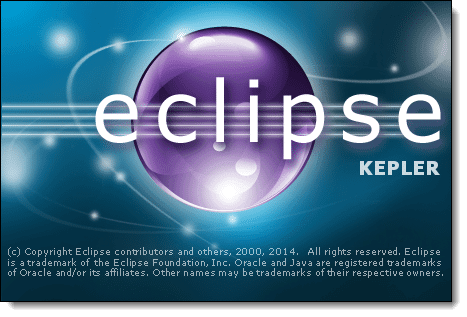 eclipse
KEPLER
(c) Copyright Eclipse contributors and others, 2000, 2014.   All rights reserved. Eclipse
is a trademark of the Eclipse Foundation, Inc. Oracle and Java are registered trademarks
of Oracle and/or its affiliates. Other names may be trademarks of their respective owners.